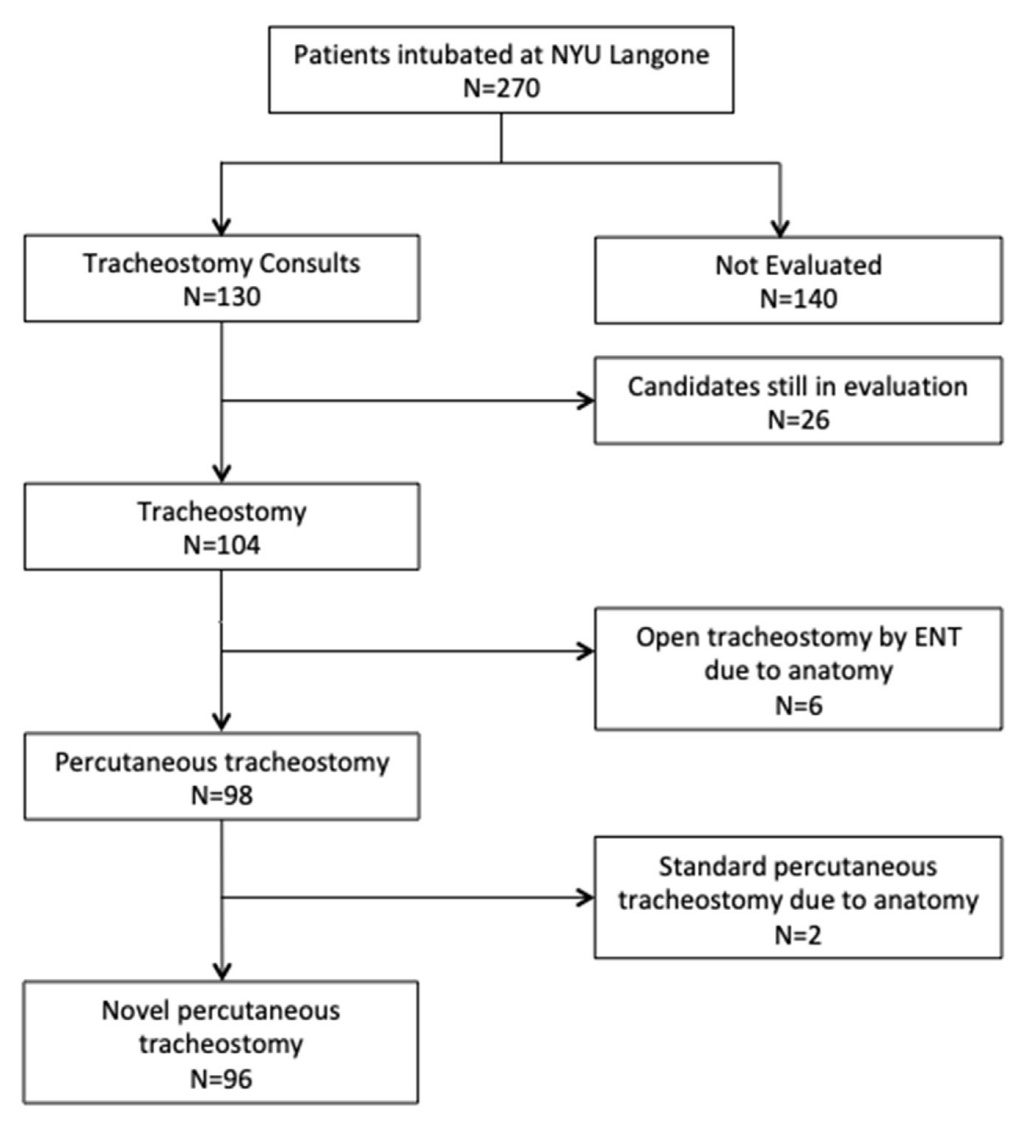 Patients intubated at NYU Langone
N=270
Tracheostomy Consults
N=130
Not Evaluated
N=140
Candidates still in evaluation
N=26
Tracheostomy
N=104
Open tracheostomy by ENT
due to anatomy
N=6
Percutaneous tracheostomy
N=98
Standard percutaneous
tracheostomy due to anatomy
N=2
Novel percutaneous
tracheostomy
N=96